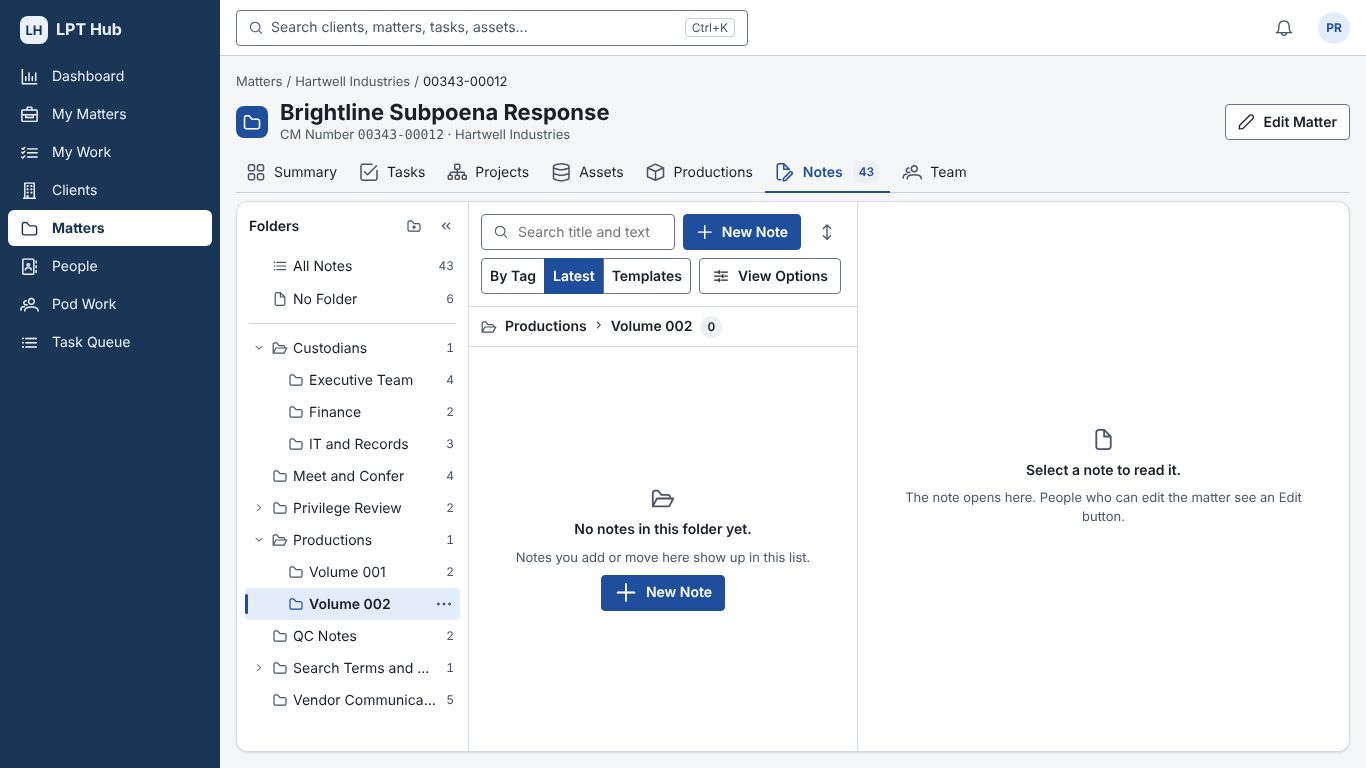 LH LPT Hub
Search clients, matters, tasks, assets... Ctrl+K
PR
Dashboard
My Matters
My Work
Clients
Matters
People
Pod Work
Task Queue
Matters / Hartwell Industries / 00343-00012
Brightline Subpoena Response
CM Number 00343-00012 · Hartwell Industries
Edit Matter
Summary Tasks Projects Assets Productions Notes 43 Team
Folders
All Notes 43
No Folder 6
Custodians 1
Executive Team 4
Finance 2
IT and Records 3
Meet and Confer 4
Privilege Review 2
Productions 1
Volume 001 2
Volume 002
QC Notes 2
Search Terms and ... 1
Vendor Communica... 5
Search title and text New Note
By Tag Latest Templates View Options
Productions Volume 002 0
No notes in this folder yet.
Notes you add or move here show up in this list.
New Note
Select a note to read it.
The note opens here. People who can edit the matter see an Edit
button.